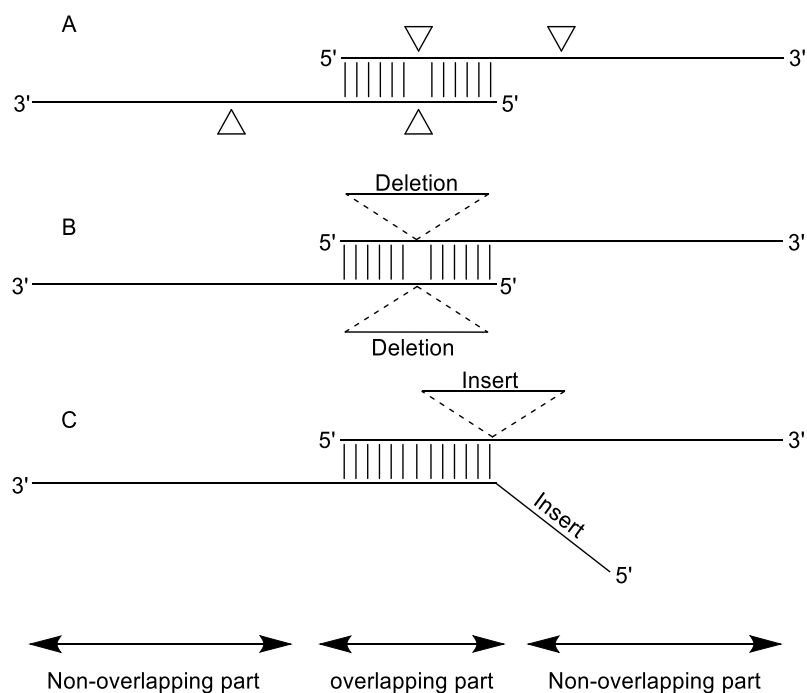 A
5' 3'
3' 5'
Deletion
B
5' 3'
3' 5'
Deletion
Insert
C
5' 3'
3'
Insert
5'
Non-overlapping part overlapping part Non-overlapping part